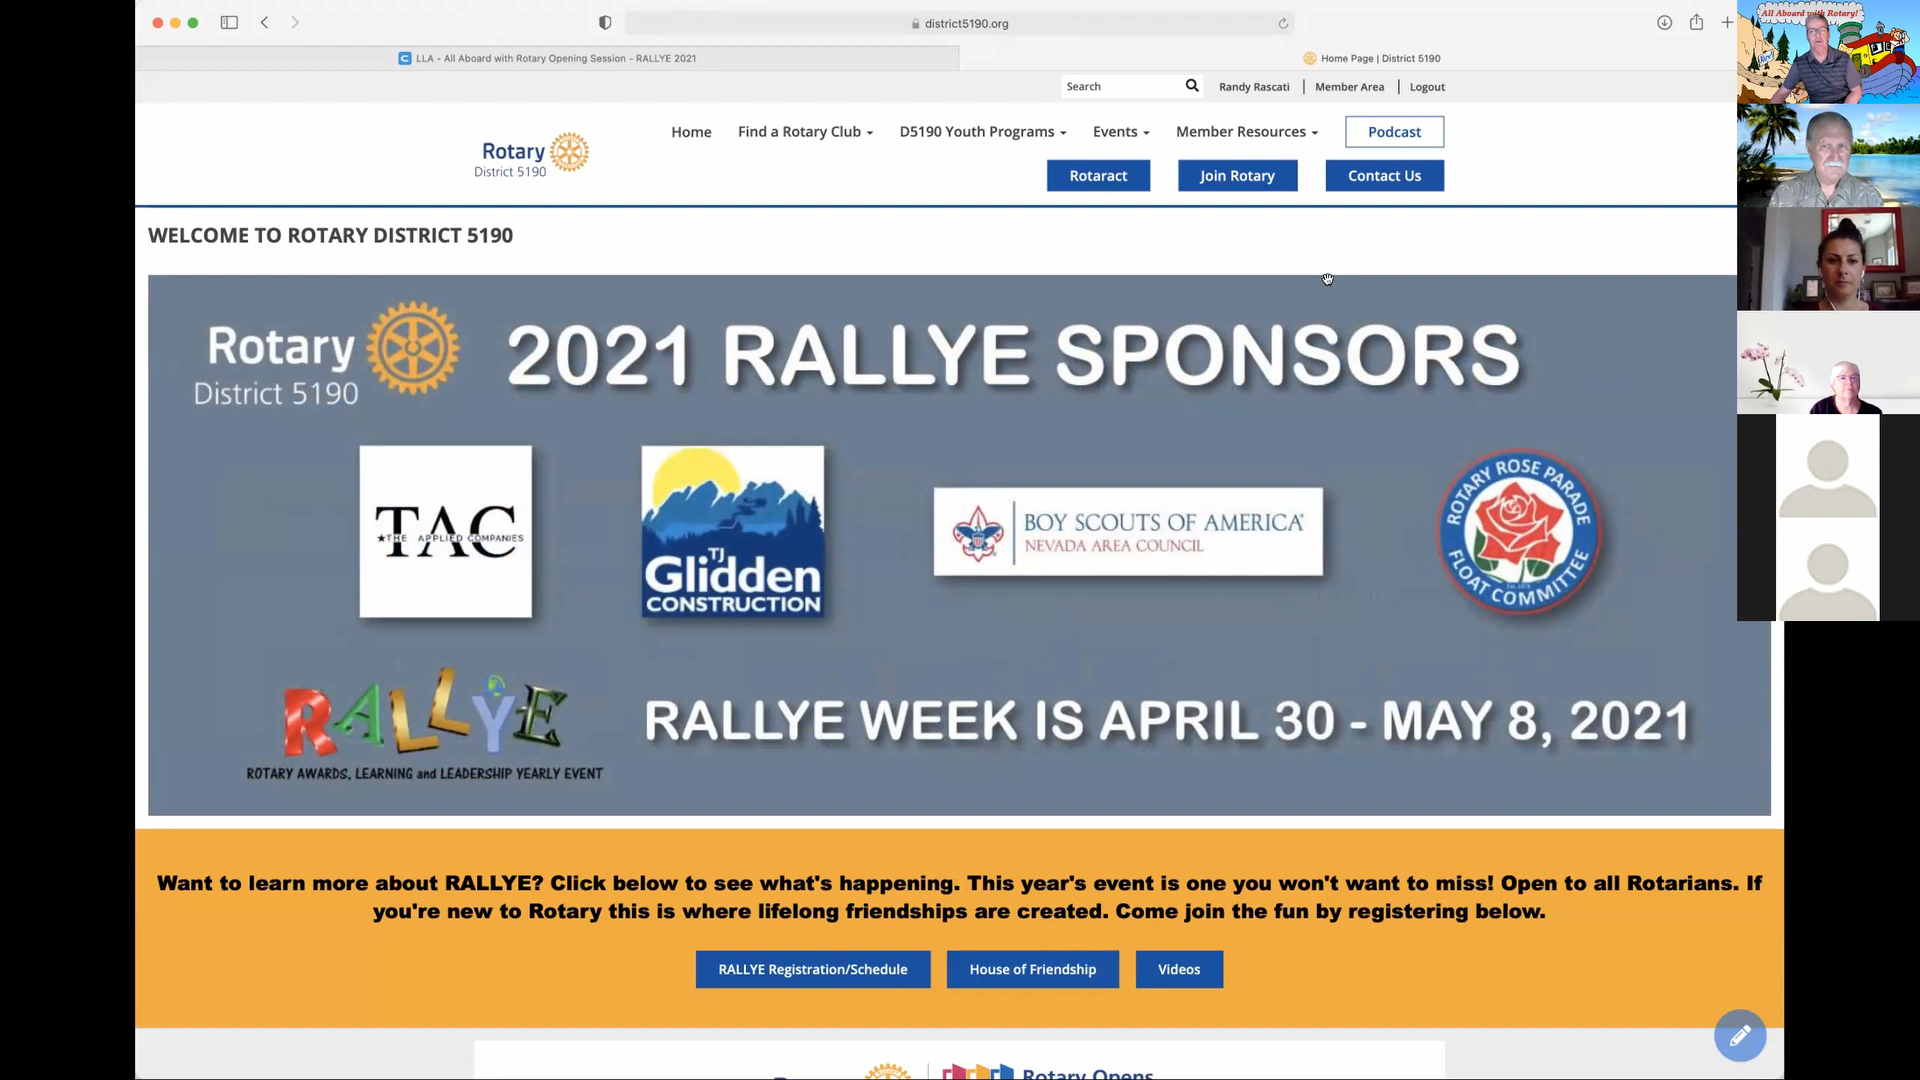 district5190.org
LLA - All Aboard with Rotary Opening Session - RALLYE 2021
Home Page | District 5190
All Aboard with Rotary!
Search
Randy Rascati | Member Area | Logout
Rotary
District 5190
Home
Find a Rotary Club
D5190 Youth Programs
Events
Member Resources
Podcast
Rotaract
Join Rotary
Contact Us
WELCOME TO ROTARY DISTRICT 5190
Rotary
District 5190
2021 RALLYE SPONSORS
TAC
THE APPLIED COMPANIES
TJ
Glidden
CONSTRUCTION
BOY SCOUTS OF AMERICA
NEVADA AREA COUNCIL
ROTARY ROSE PARADE
FLOAT COMMITTEE
RALLYE
ROTARY AWARDS, LEARNING and LEADERSHIP YEARLY EVENT
RALLYE WEEK IS APRIL 30 - MAY 8, 2021
Want to learn more about RALLYE? Click below to see what's happening. This year's event is one you won't want to miss! Open to all Rotarians. If
you're new to Rotary this is where lifelong friendships are created. Come join the fun by registering below.
RALLYE Registration/Schedule
House of Friendship
Videos
Rotary Opens